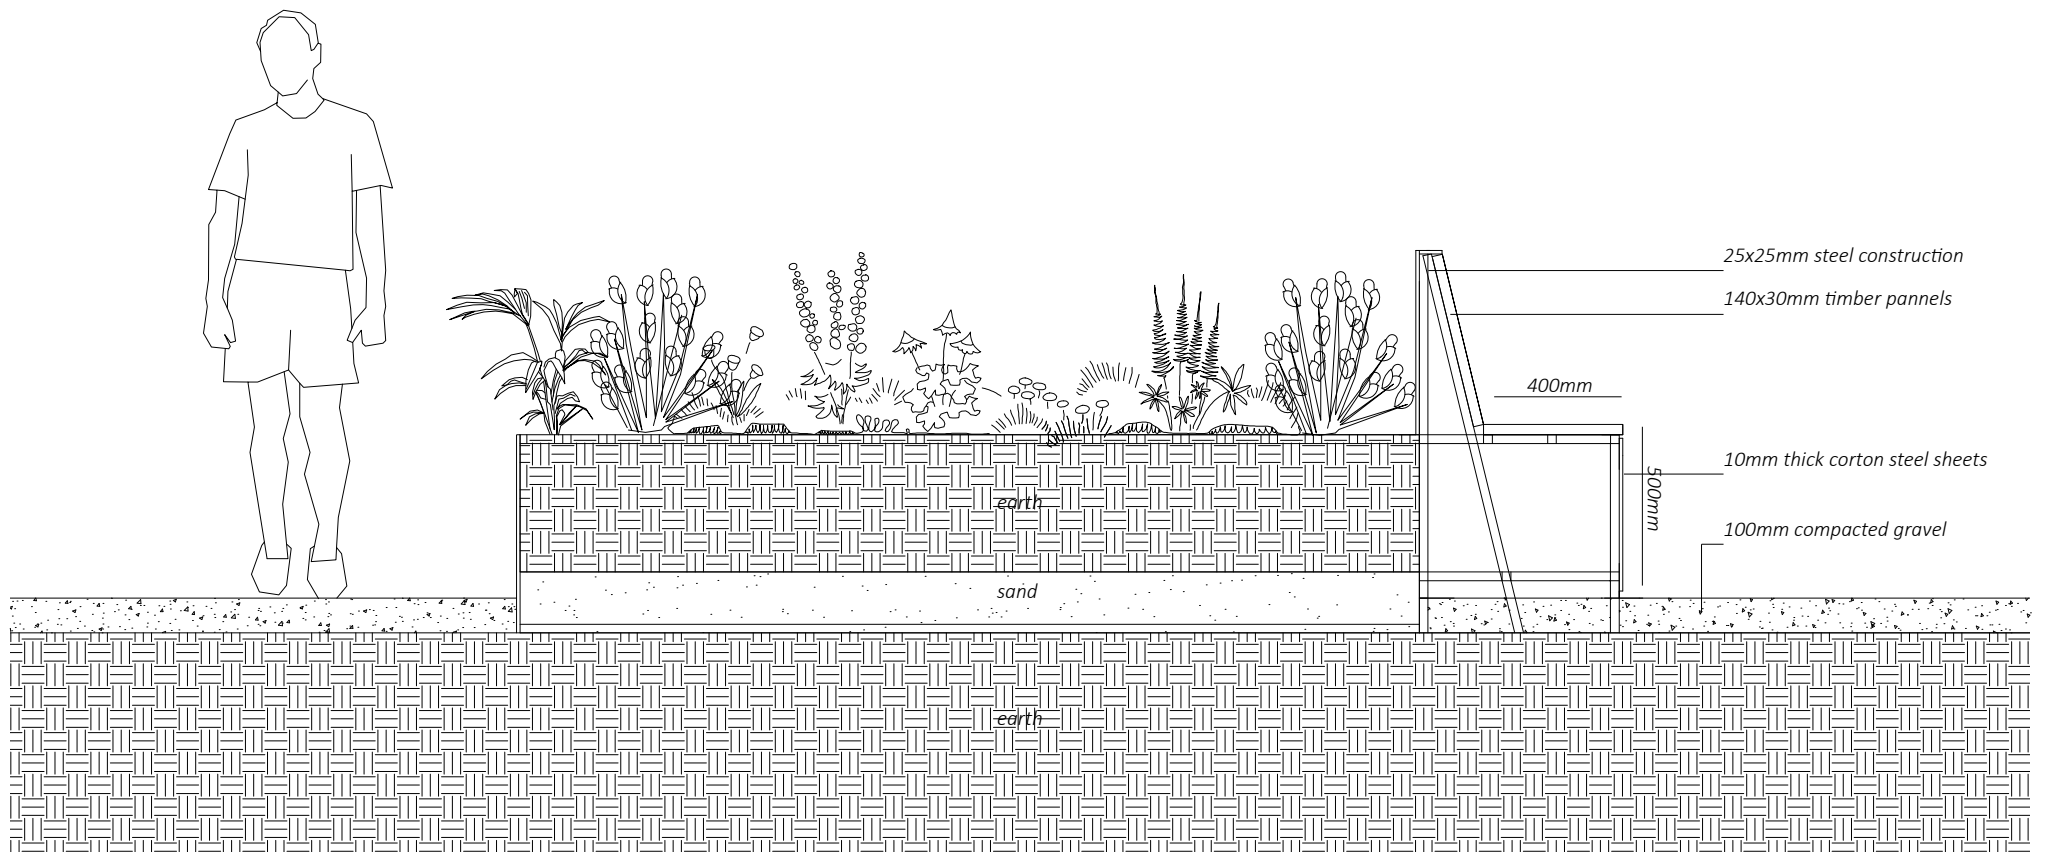 25x25mm steel construction
140x30mm timber pannels
400mm
10mm thick corton steel sheets
500mm
earth
100mm compacted gravel
sand
earth